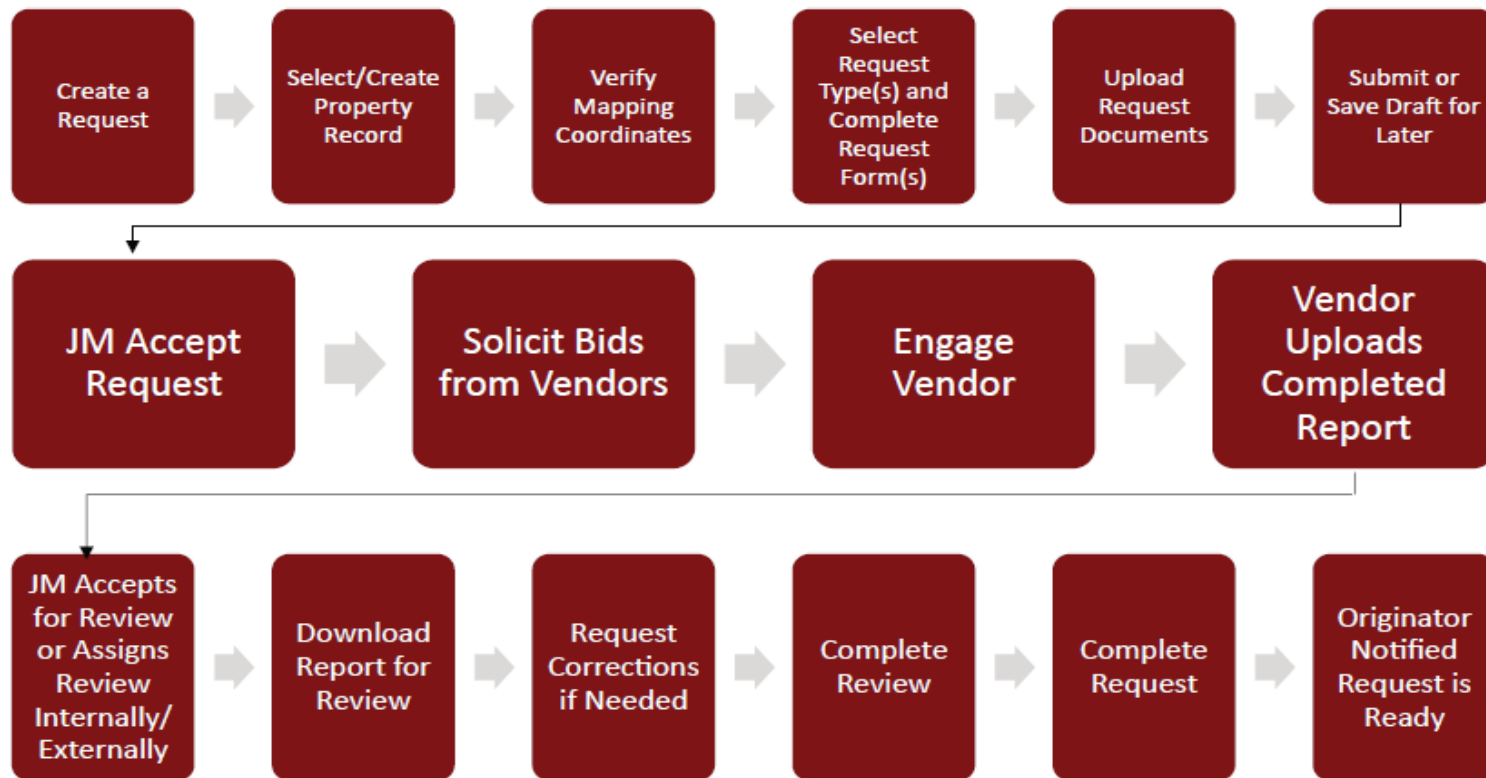 Create a
Request
Select/Create
Property
Record
Verify
Mapping
Coordinates
Select
Request
Type(s) and
Complete
Request
Form(s)
Upload
Request
Documents
Submit or
Save Draft for
Later
JM Accept
Request
Solicit Bids
from Vendors
Engage
Vendor
Vendor
Uploads
Completed
Report
JM Accepts
for Review
or Assigns
Review
Internally/
Externally
Download
Report for
Review
Request
Corrections
if Needed
Complete
Review
Complete
Request
Originator
Notified
Request is
Ready